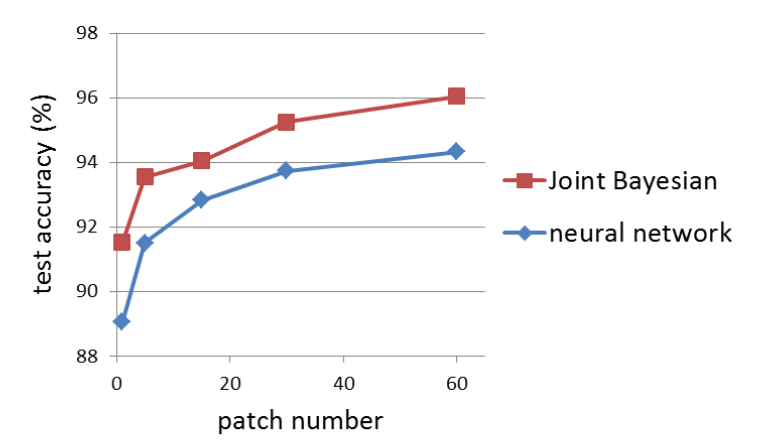 98
96
94
92
90
88
0 20 40 60
test accuracy (%)
patch number
Joint Bayesian
neural network